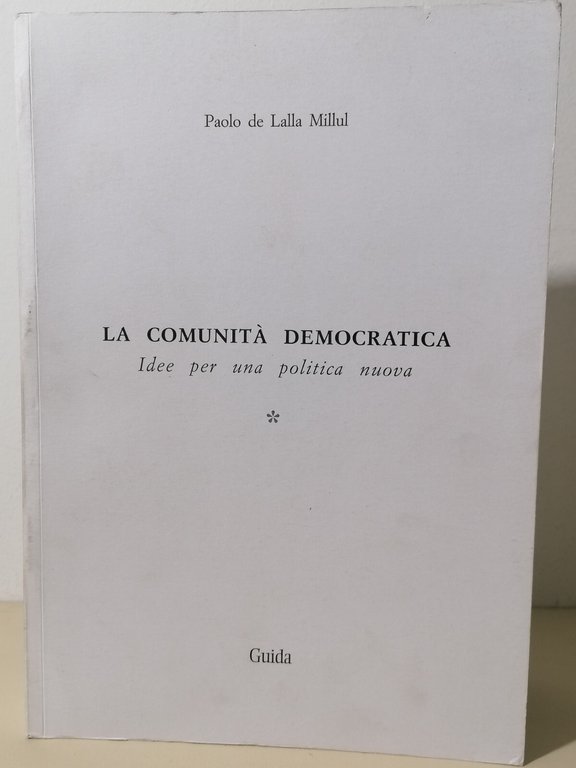 Paolo de Lalla Millul
LA COMUNITÀ DEMOCRATICA
Idee per una politica nuova
*
Guida